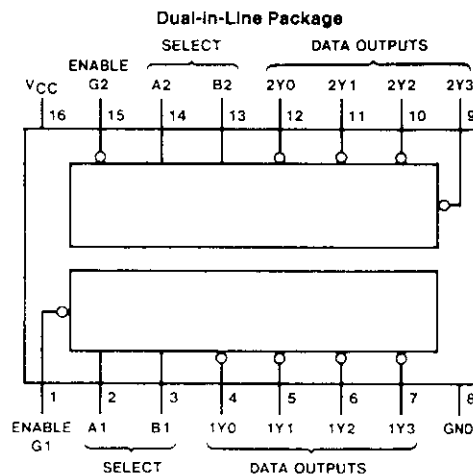 Dual-In-Line Package
SELECT DATA OUTPUTS
ENABLE
VCC G2 A2 B2 2Y0 2Y1 2Y2 2Y3
16 15 14 13 12 11 10 9
1 2 3 4 5 6 7 8
ENABLE A1 B1 1Y0 1Y1 1Y2 1Y3 GND
G1
SELECT DATA OUTPUTS